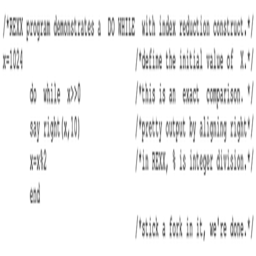 /*REXX program demonstrates a  DO WHILE  with index reduction construct.*/
x=1024                                 /*define the initial value of  X.*/
       do  while  x>>0                 /*this is an  exact  comparison. */
       say right(x,10)                 /*pretty output by aligning right*/
       x=x%2                           /*in REXX, % is integer division.*/
       end
                                       /*stick a fork in it, we're done.*/